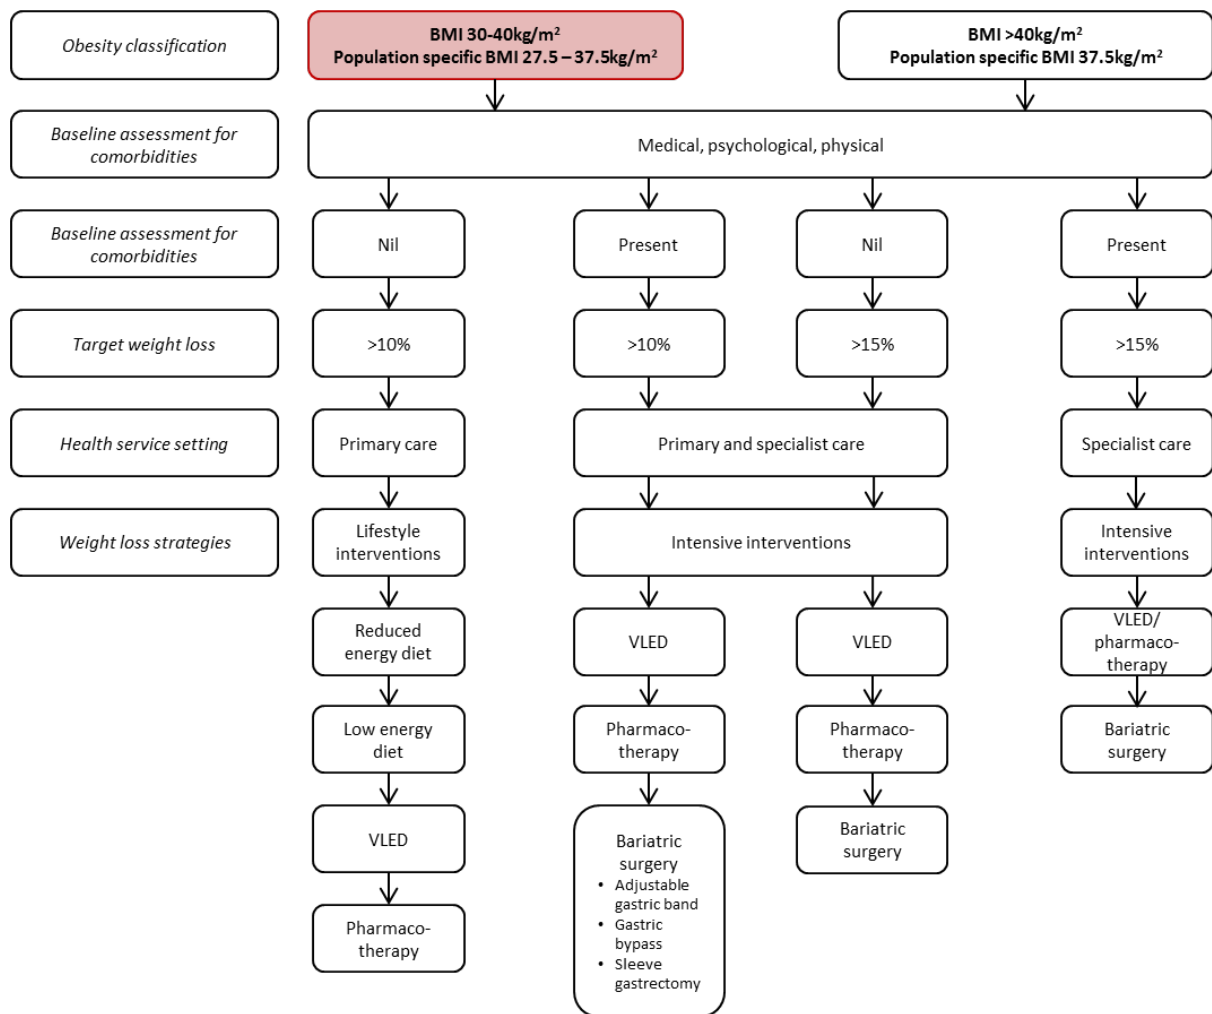 Obesity classification
BMI 30-40kg/m²
Population specific BMI 27.5 – 37.5kg/m²
BMI >40kg/m²
Population specific BMI 37.5kg/m²
Baseline assessment for
comorbidities
Medical, psychological, physical
Baseline assessment for
comorbidities
Nil
Present
Nil
Present
Target weight loss
>10%
>10%
>15%
>15%
Health service setting
Primary care
Primary and specialist care
Specialist care
Weight loss strategies
Lifestyle
interventions
Intensive interventions
Intensive
interventions
Reduced
energy diet
VLED
VLED
VLED/
pharmaco-
therapy
Low energy
diet
Pharmaco-
therapy
Pharmaco-
therapy
Bariatric
surgery
VLED
Bariatric
surgery
• Adjustable
gastric band
• Gastric
bypass
• Sleeve
gastrectomy
Bariatric
surgery
Pharmaco-
therapy